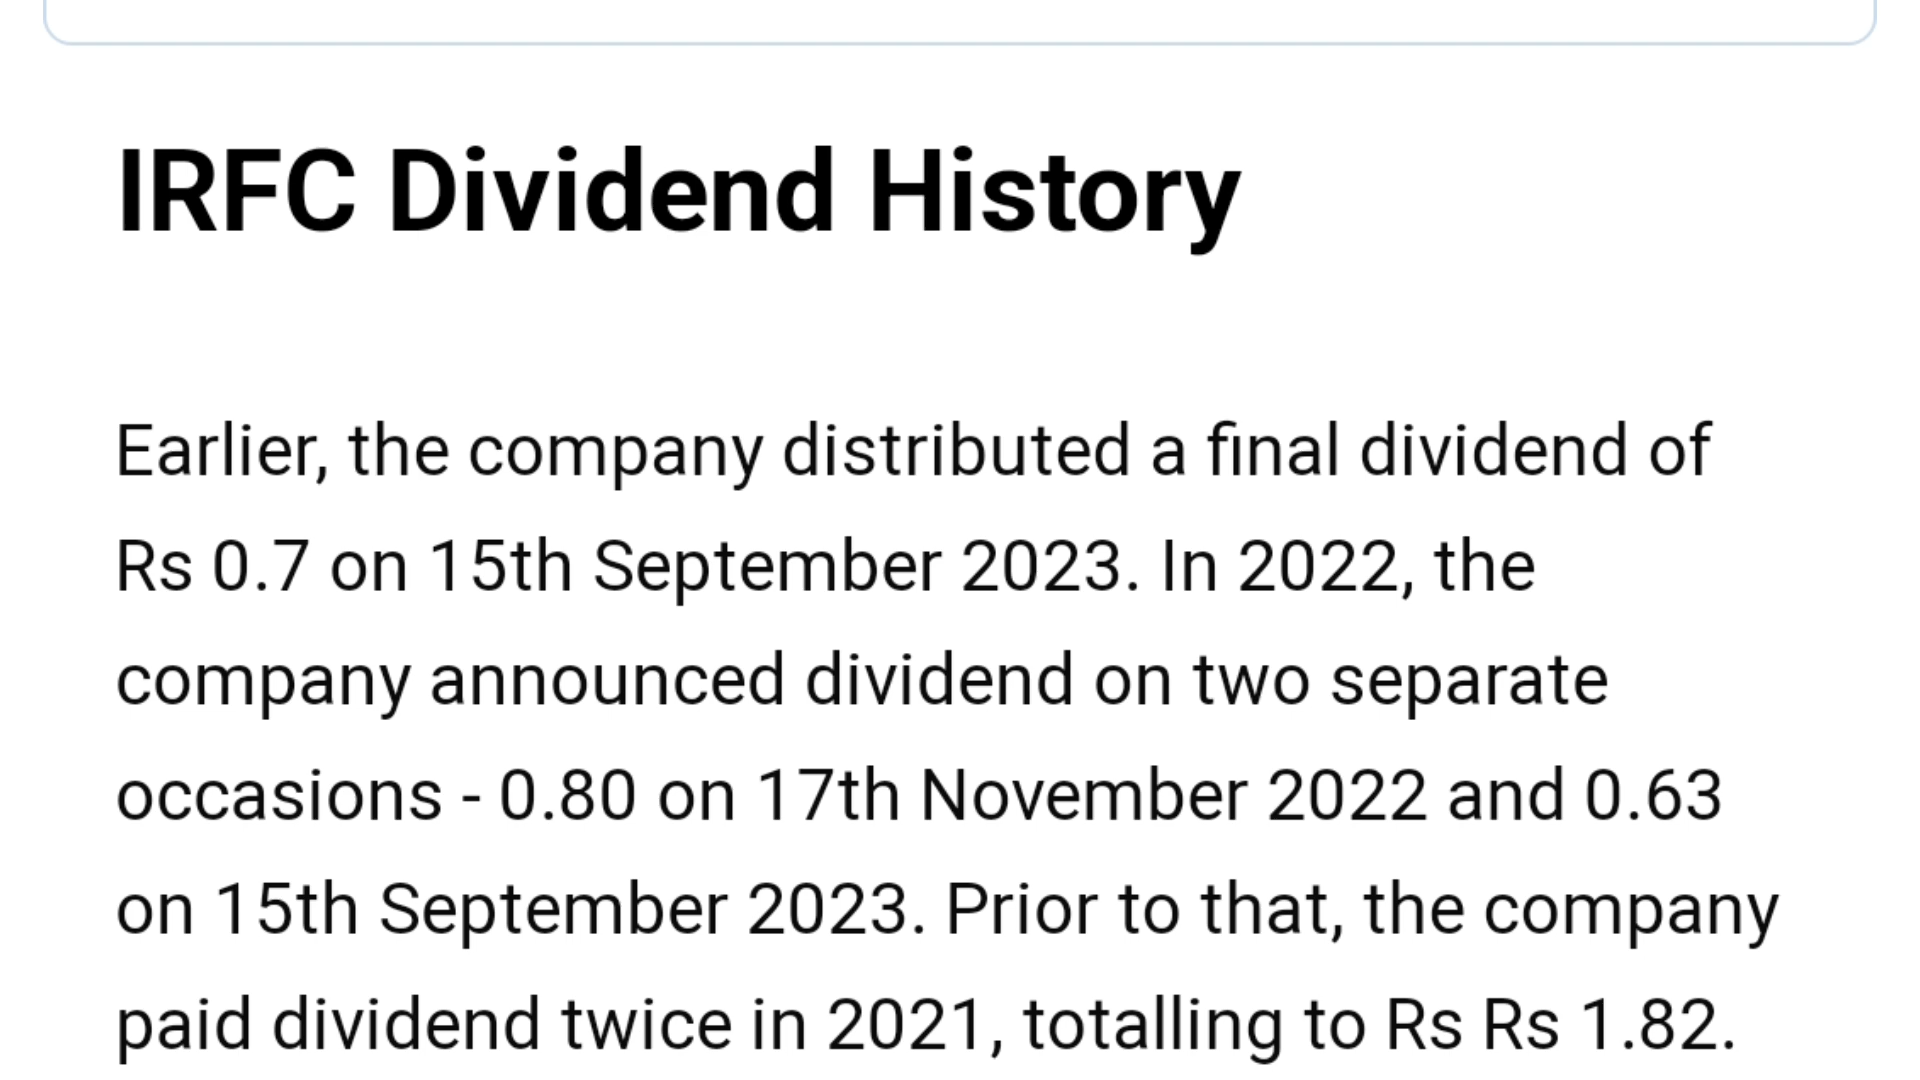 IRFC Dividend History
Earlier, the company distributed a final dividend of
Rs 0.7 on 15th September 2023. In 2022, the
company announced dividend on two separate
occasions - 0.80 on 17th November 2022 and 0.63
on 15th September 2023. Prior to that, the company
paid dividend twice in 2021, totalling to Rs Rs 1.82.